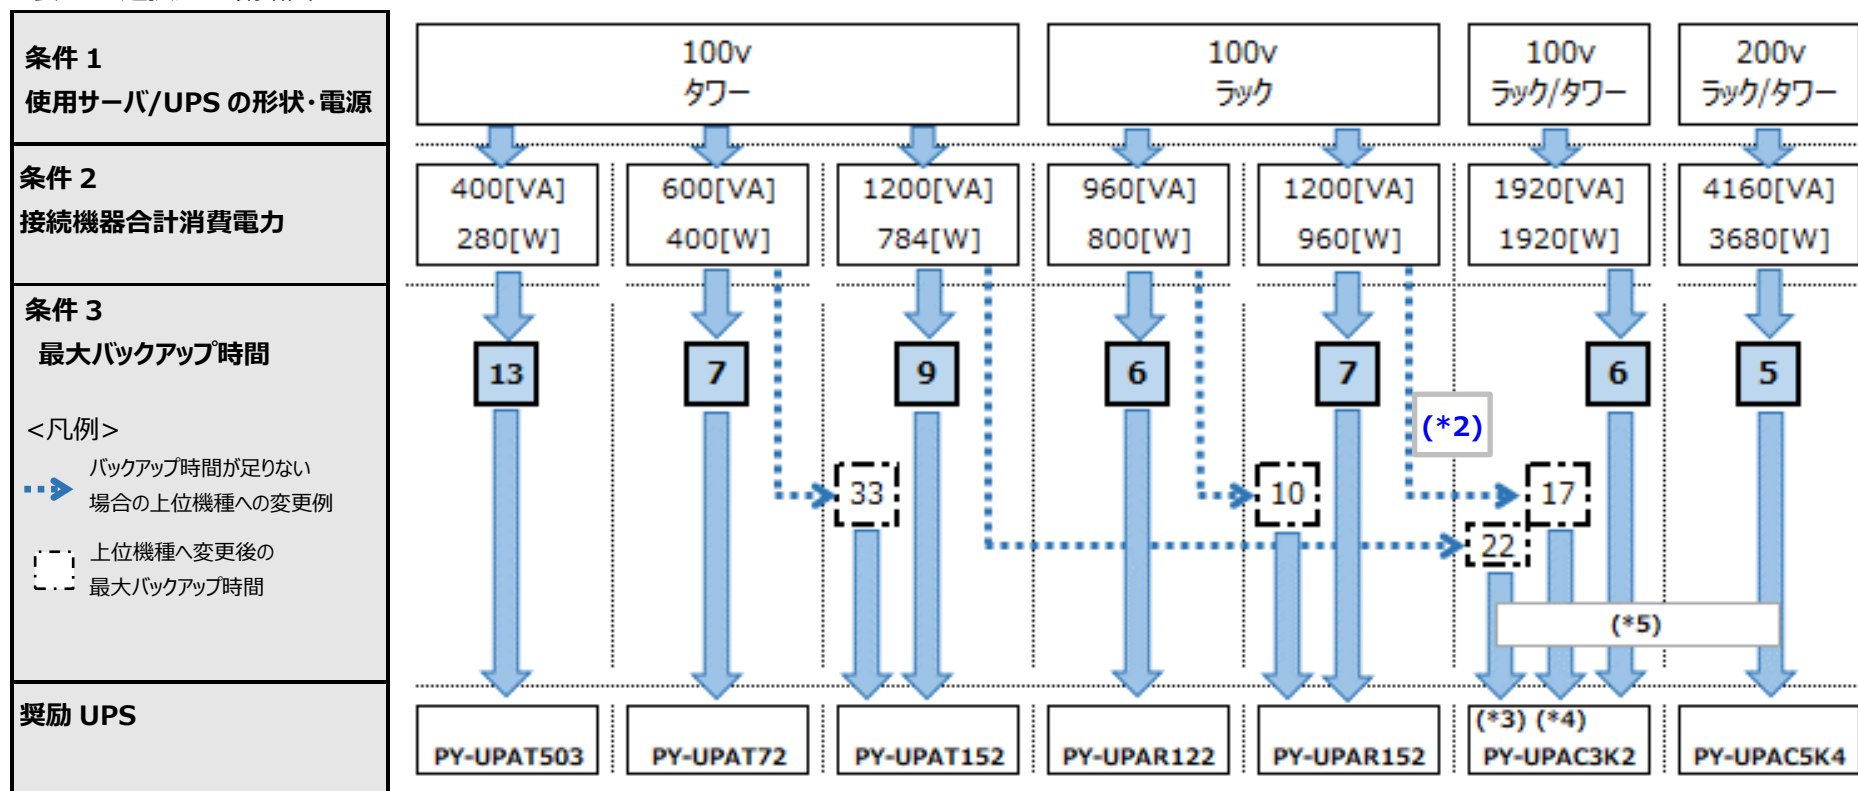 条件 1
使用サーバ/UPS の形状・電源
100v
タワー
100v
ラック
100v
ラック/タワー
200v
ラック/タワー
条件 2
接続機器合計消費電力
400[VA]
280[W]
600[VA]
400[W]
1200[VA]
784[W]
960[VA]
800[W]
1200[VA]
960[W]
1920[VA]
1920[W]
4160[VA]
3680[W]
条件 3
最大バックアップ時間
<凡例>
バックアップ時間が足りない
場合の上位機種への変更例
上位機種へ変更後の
最大バックアップ時間
13
7
9
6
7
6
5
(*2)
33
10
17
22
(*5)
奨励 UPS
PY-UPAT503
PY-UPAT72
PY-UPAT152
PY-UPAR122
PY-UPAR152
(*3) (*4)
PY-UPAC3K2
PY-UPAC5K4